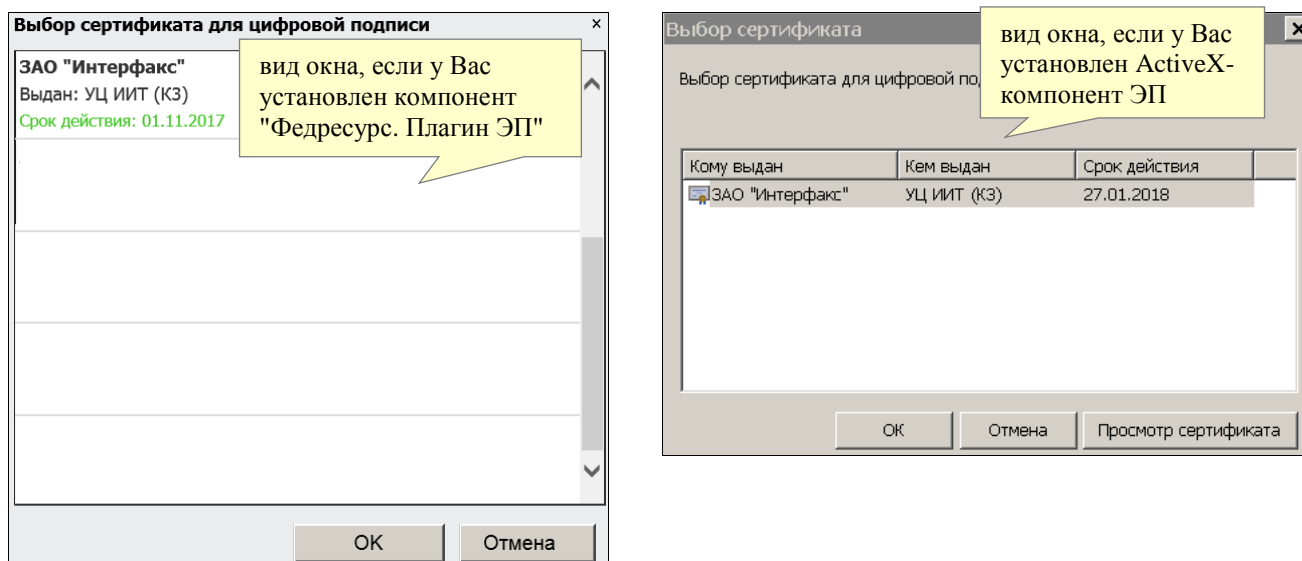 Выбор сертификата для цифровой подписи
×
ЗАО "Интерфакс"
Выдан: УЦ ИИТ (К3)
Срок действия: 01.11.2017
вид окна, если у Вас
установлен компонент
"Федресурс. Плагин ЭП"
OK
Отмена
Выбор сертификата
x
вид окна, если у Вас
установлен ActiveX-
компонент ЭП
Выбор сертификата для цифровой
Кому выдан
Кем выдан
Срок действия
ЗАО "Интерфакс"
УЦ ИИТ (К3)
27.01.2018
ОК
Отмена
Просмотр сертификата